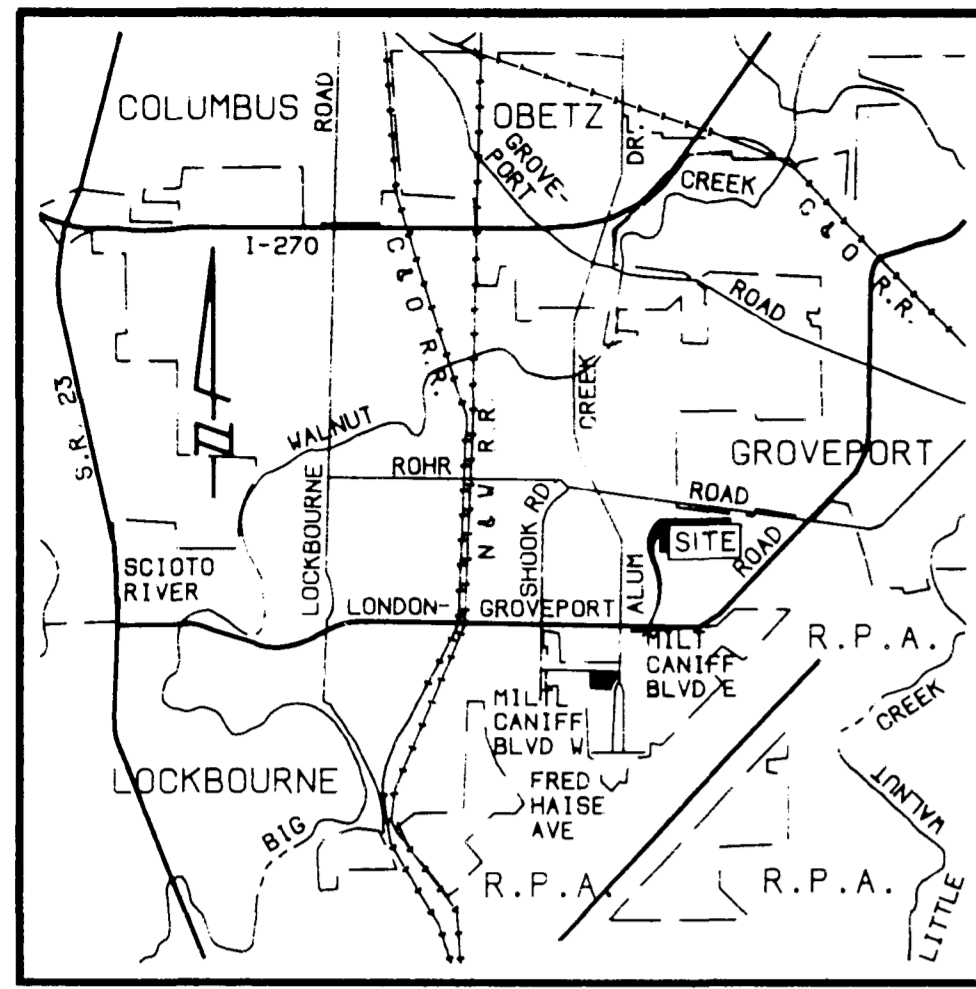 COLUMBUS
ROAD
OBETZ
GROVE-
PORT
DR.
CREEK
I-270
C & O R.R.
C & O R.R.
ROAD
S.R. 23
WALNUT
CREEK
N & W R R
GROVEPORT
ROHR
ROAD
LOCKBOURNE
SHOOK RD
SITE
ROAD
SCIOTO
RIVER
ALUM
LONDON-
GROVEPORT
MILT
CANIFF
BLVD E
R.P.A.
CREEK
MILT
CANIFF
BLVD W
LOCKBOURNE
FRED
HAISE
AVE
WALNUT
BIG
R.P.A.
R.P.A.
LITTLE